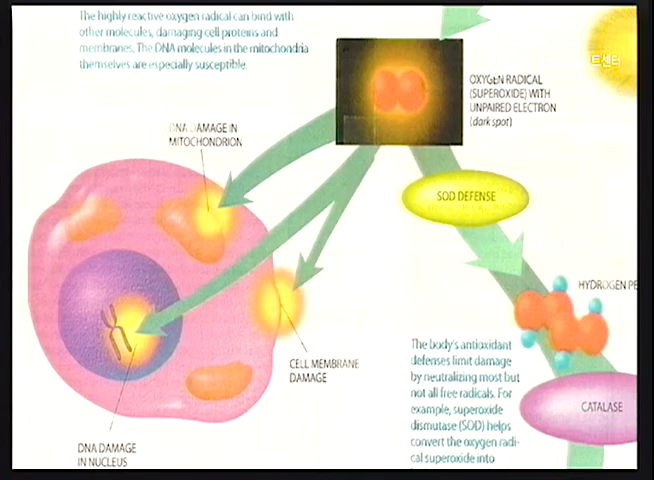 The highly reactive oxygen radical can bind with
other molecules, damaging cell proteins and
membranes. The DNA molecules in the mitochondria
themselves are especially susceptible.
드센터
OXYGEN RADICAL
(SUPEROXIDE) WITH
UNPAIRED ELECTRON
(dark spot)
DNA DAMAGE IN
MITOCHONDRION
SOD DEFENSE
HYDROGEN PE
CELL MEMBRANE
DAMAGE
The body's antioxidant
defenses limit damage
by neutralizing most but
not all free radicals. For
example, superoxide
dismutase (SOD) helps
convert the oxygen radi-
cal superoxide into
CATALASE
DNA DAMAGE
IN NUCLEUS